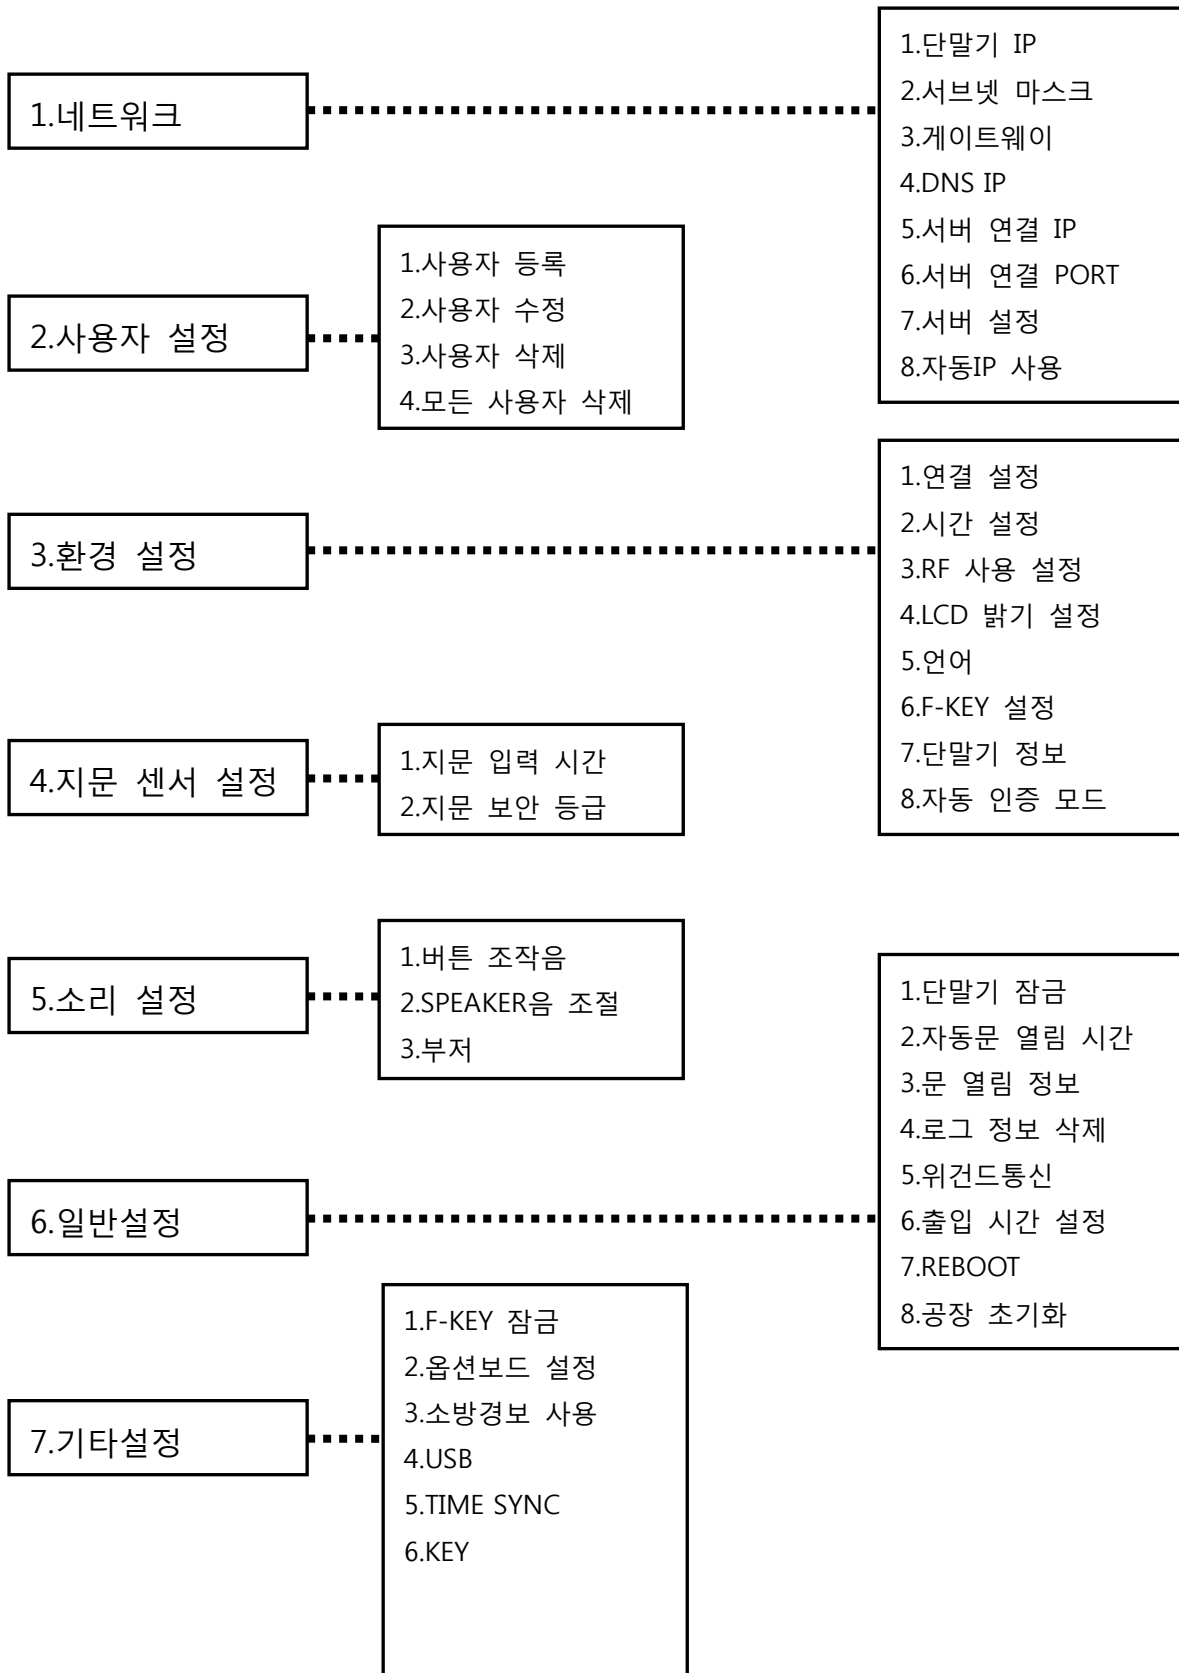 1.네트워크
1.단말기 IP
2.서브넷 마스크
3.게이트웨이
4.DNS IP
5.서버 연결 IP
6.서버 연결 PORT
7.서버 설정
8.자동IP 사용
2.사용자 설정
1.사용자 등록
2.사용자 수정
3.사용자 삭제
4.모든 사용자 삭제
3.환경 설정
1.연결 설정
2.시간 설정
3.RF 사용 설정
4.LCD 밝기 설정
5.언어
6.F-KEY 설정
7.단말기 정보
8.자동 인증 모드
4.지문 센서 설정
1.지문 입력 시간
2.지문 보안 등급
5.소리 설정
1.버튼 조작음
2.SPEAKER음 조절
3.부저
6.일반설정
1.단말기 잠금
2.자동문 열림 시간
3.문 열림 정보
4.로그 정보 삭제
5.위건드통신
6.출입 시간 설정
7.REBOOT
8.공장 초기화
7.기타설정
1.F-KEY 잠금
2.옵션보드 설정
3.소방경보 사용
4.USB
5.TIME SYNC
6.KEY